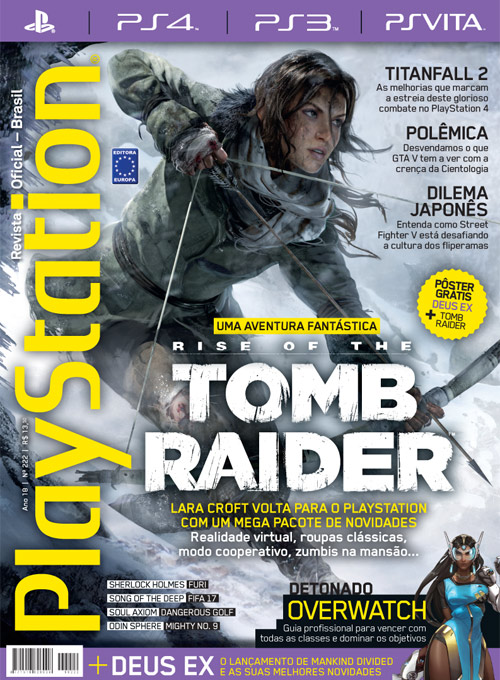 PS4™
PS3™
PSVITA™
PlayStation®
Revista Oficial – Brasil
Ano 18 | Nº 222 | R$ 13,
EDITORA
EUROPA
TITANFALL 2
As melhorias que marcam
a estreia deste glorioso
combate no PlayStation 4
POLÊMICA
Desvendamos o que
GTA V tem a ver com a
crença da Cientologia
DILEMA
JAPONÊS
Entenda como Street
Fighter V está desafiando
a cultura dos fliperamas
PÔSTER
GRÁTIS
DEUS EX
+ TOMB
RAIDER
UMA AVENTURA FANTÁSTICA
RISE OF THE
TOMB
RAIDER™
LARA CROFT VOLTA PARA O PLAYSTATION
COM UM MEGA PACOTE DE NOVIDADES
Realidade virtual, roupas clássicas,
modo cooperativo, zumbis na mansão...
SHERLOCK HOLMES | FURI
SONG OF THE DEEP | FIFA 17
SOUL AXIOM | DANGEROUS GOLF
ODIN SPHERE | MIGHTY NO. 9
DETONADO
OVERWATCH
Guia profissional para vencer com
todas as classes e dominar os objetivos
+ DEUS EX
O LANÇAMENTO DE MANKIND DIVIDED
E AS SUAS MELHORES NOVIDADES